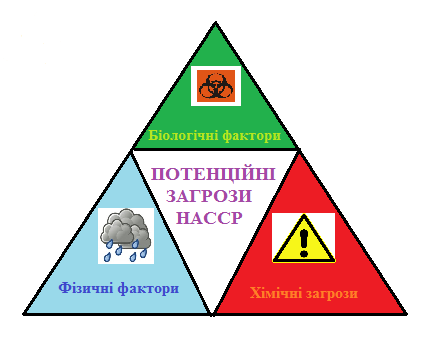 Біологічні фактори
ПОТЕНЦІЙНІ
ЗАГРОЗИ
НАССР
Фізичні фактори
Хімічні загрози